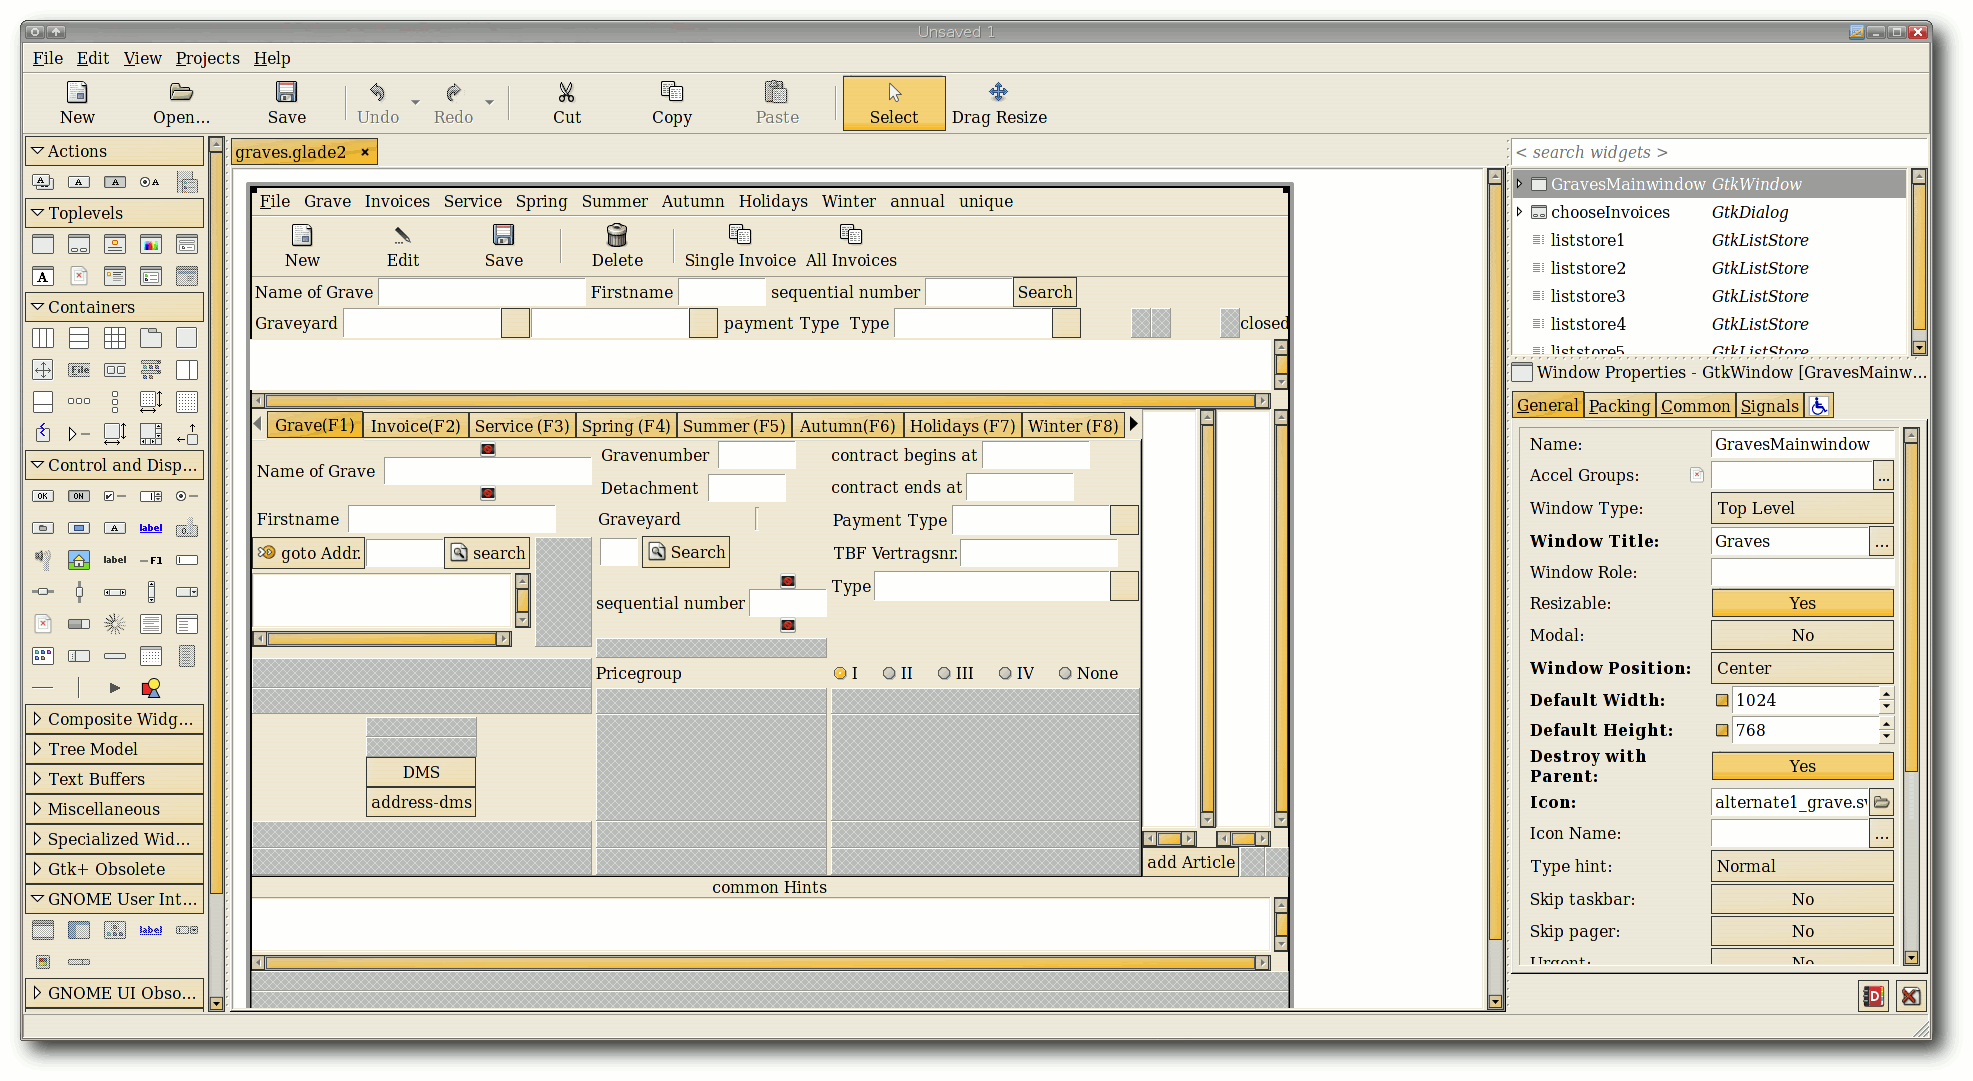 Unsaved 1
File Edit View Projects Help
New Open... Save Undo Redo Cut Copy Paste Select Drag Resize
Actions
Toplevels
Containers
File
Control and Disp...
OK ON
A label
label F1
Composite Widg...
Tree Model
Text Buffers
Miscellaneous
Specialized Wid...
Gtk+ Obsolete
GNOME User Int...
label
GNOME UI Obso...
graves.glade2
File Grave Invoices Service Spring Summer Autumn Holidays Winter annual unique
New Edit Save Delete Single Invoice All Invoices
Name of Grave Firstname sequential number Search
Graveyard payment Type Type closed
Grave(F1) Invoice(F2) Service (F3) Spring (F4) Summer (F5) Autumn(F6) Holidays (F7) Winter (F8)
Name of Grave Gravenumber contract begins at
Detachment contract ends at
Firstname Graveyard Payment Type
goto Addr. search Search TBF Vertragsnr.
Type
sequential number
Pricegroup I II III IV None
DMS
address-dms
add Article
common Hints
< search widgets >
GravesMainwindow GtkWindow
chooseInvoices GtkDialog
liststore1 GtkListStore
liststore2 GtkListStore
liststore3 GtkListStore
liststore4 GtkListStore
liststore5 GtkListStore
Window Properties - GtkWindow [GravesMainw...
General Packing Common Signals
Name: GravesMainwindow
Accel Groups: ...
Window Type: Top Level
Window Title: Graves ...
Window Role:
Resizable: Yes
Modal: No
Window Position: Center
Default Width: 1024
Default Height: 768
Destroy with
Parent: Yes
Icon: alternate1_grave.sv
Icon Name: ...
Type hint: Normal
Skip taskbar: No
Skip pager: No
Urgent: No